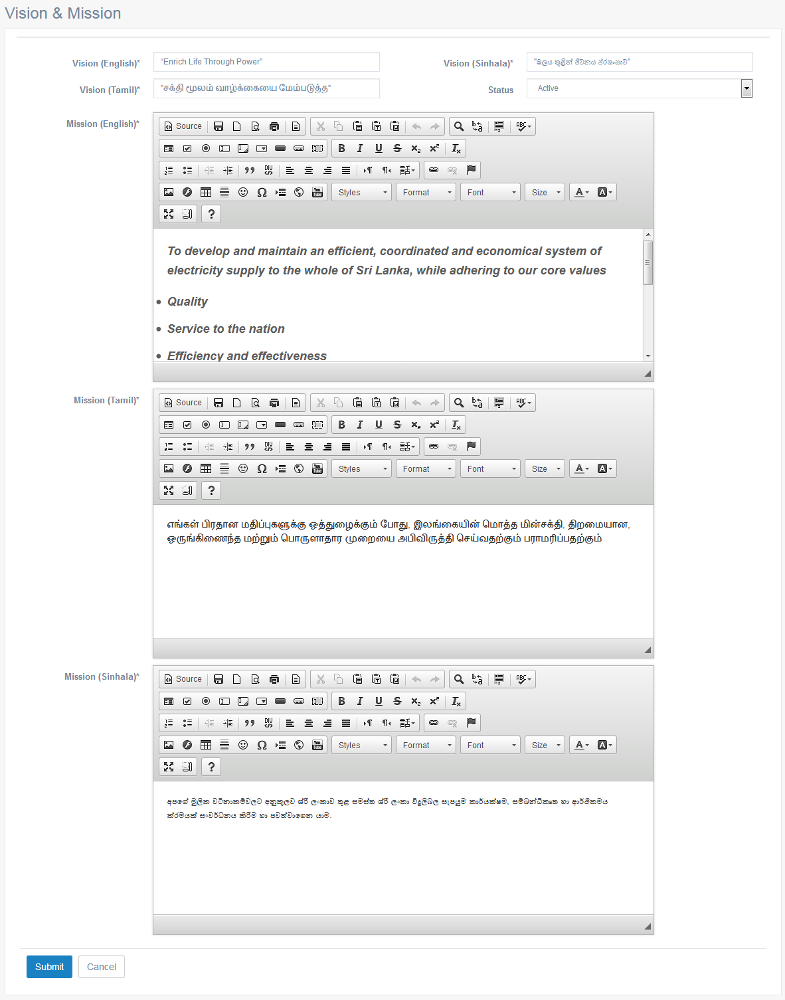 Vision & Mission
Vision (English)*
“Enrich Life Through Power”
Vision (Sinhala)*
"බලය තුළින් ජීවනය ප්රශංසාව"
Vision (Tamil)*
"சக்தி மூலம் வாழ்க்கையை மேம்படுத்த"
Status
Active
Mission (English)*
Source
Styles Format Font Size
To develop and maintain an efficient, coordinated and economical system of
electricity supply to the whole of Sri Lanka, while adhering to our core values
Quality
Service to the nation
Efficiency and effectiveness
Mission (Tamil)*
Source
Styles Format Font Size
எங்கள் பிரதான மதிப்புகளுக்கு ஒத்துழைக்கும் போது, இலங்கையின் மொத்த மின்சக்தி, திறமையான,
ஒருங்கிணைந்த மற்றும் பொருளாதார முறையை அபிவிருத்தி செய்வதற்கும் பராமரிப்பதற்கும்
Mission (Sinhala)*
Source
Styles Format Font Size
අපගේ මූලික වටිනාකම්වලට අනුකූලව ශ්රී ලංකාව තුළ සමස්ත ශ්රී ලංකා විදුලිබල සැපයුම කාර්යක්ෂම, සම්බන්ධීකෘත හා ආර්ථිකමය
ක්රමයක් සංවර්ධනය කිරීම හා පවත්වාගෙන යාම.
Submit
Cancel